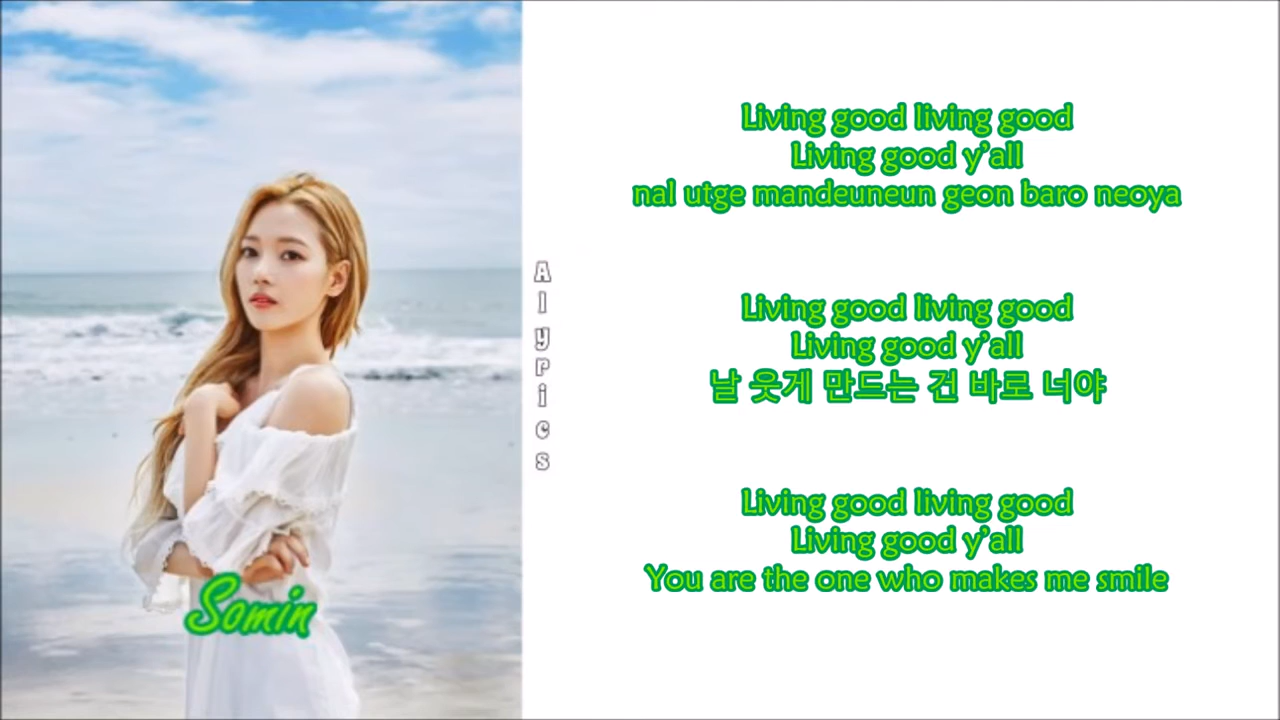 Living good living good
Living good y'all
nal utge mandeuneun geon baro neoya
Living good living good
Living good y'all
날 웃게 만드는 건 바로 너야
Living good living good
Living good y'all
You are the one who makes me smile
Alyrics
Somin